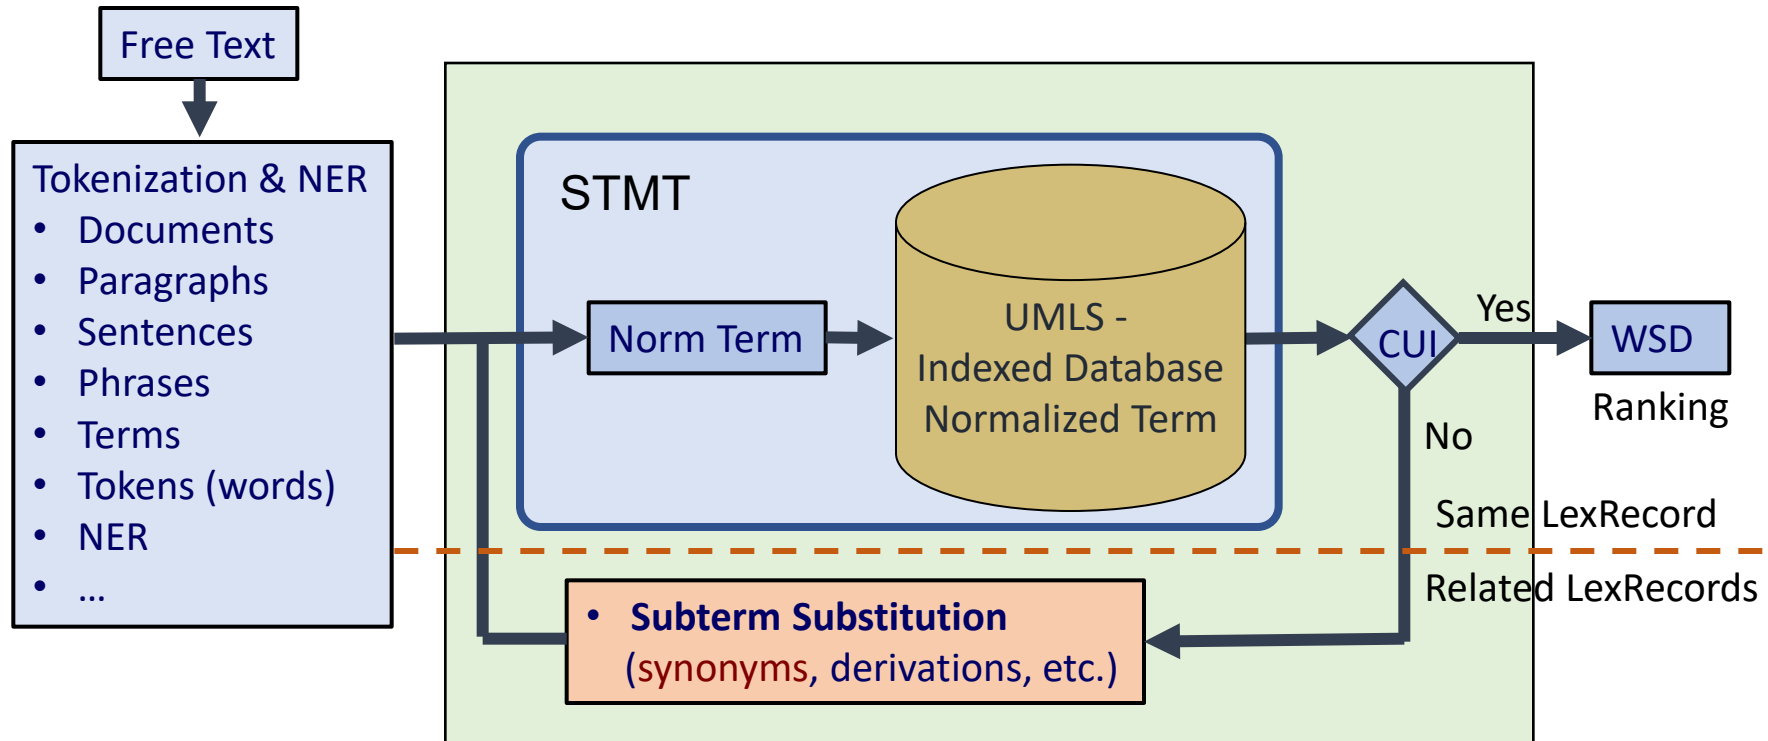 Free Text
Tokenization & NER
• Documents
• Paragraphs
• Sentences
• Phrases
• Terms
• Tokens (words)
• NER
• ...
STMT
Norm Term
UMLS -
Indexed Database
Normalized Term
CUI
Yes
WSD
Ranking
No
Same LexRecord
Related LexRecords
• Subterm Substitution
(synonyms, derivations, etc.)